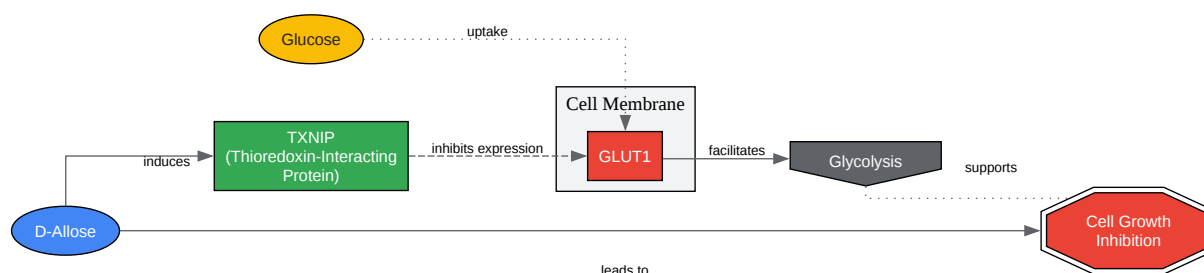 Glucose
uptake
Cell Membrane
TXNIP
(Thioredoxin-Interacting
Protein)
induces
inhibits expression
GLUT1
facilitates
Glycolysis
supports
D-Allose
Cell Growth
Inhibition
leads to